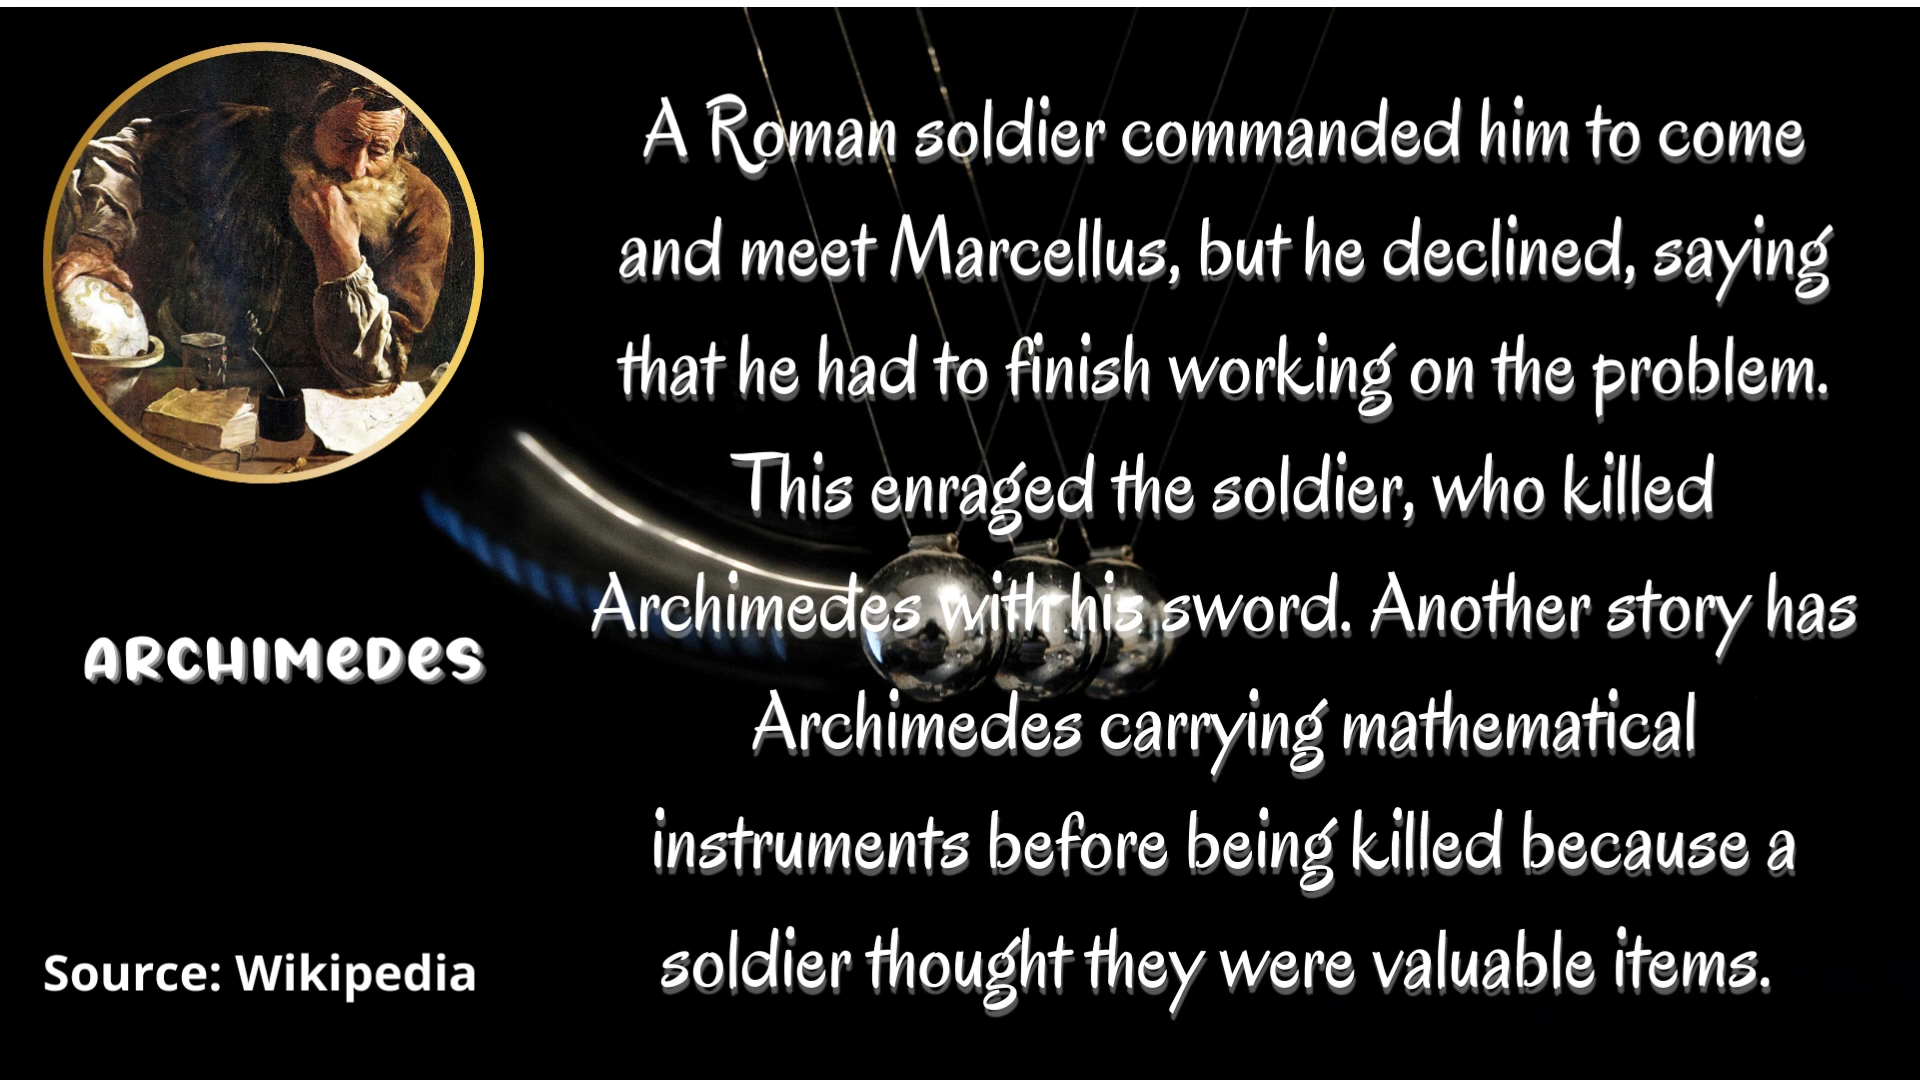 A Roman soldier commanded him to come
and meet Marcellus, but he declined, saying
that he had to finish working on the problem.
This enraged the soldier, who killed
Archimedes with his sword. Another story has
Archimedes carrying mathematical
instruments before being killed because a
soldier thought they were valuable items.
ARCHIMEDES
Source: Wikipedia